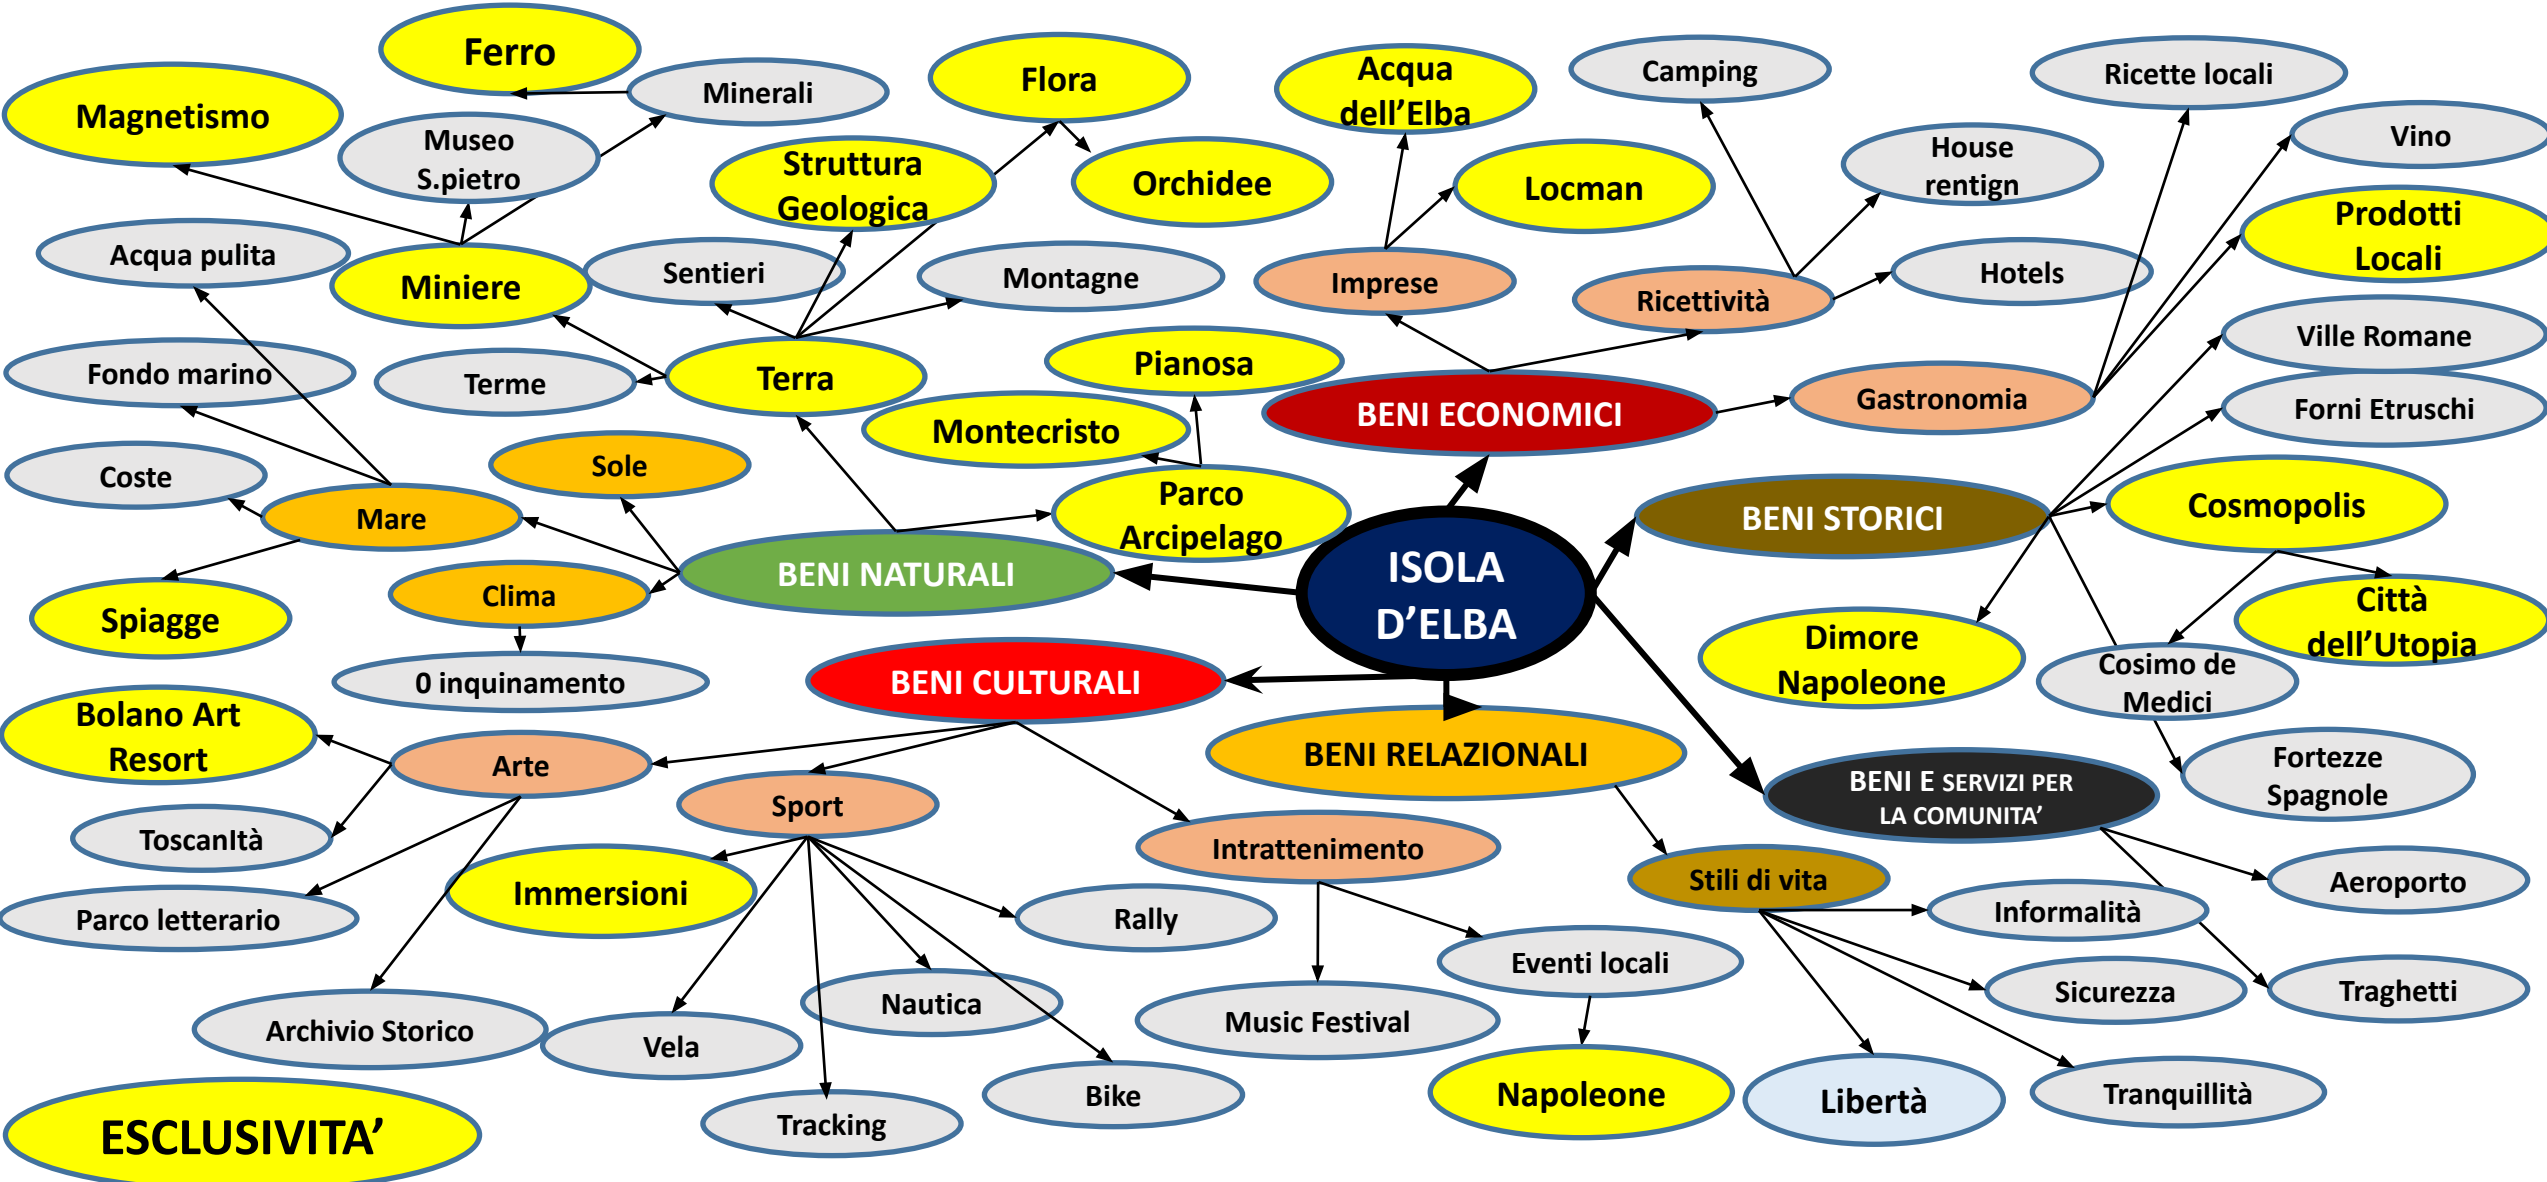 Ferro
Magnetismo
Minerali
Museo
S.pietro
Flora
Struttura
Geologica
Orchidee
Acqua
dell’Elba
Locman
Camping
House
rentign
Ricette locali
Vino
Prodotti
Locali
Hotels
Acqua pulita
Miniere
Sentieri
Montagne
Imprese
Ricettività
Ville Romane
Fondo marino
Terme
Terra
Pianosa
Montecristo
BENI ECONOMICI
Gastronomia
Forni Etruschi
Coste
Sole
Mare
Parco
Arcipelago
BENI STORICI
Cosmopolis
BENI NATURALI
ISOLA
D’ELBA
Spiagge
Clima
0 inquinamento
BENI CULTURALI
Dimore
Napoleone
Cosimo de
Medici
Città
dell’Utopia
Bolano Art
Resort
Arte
Sport
BENI RELAZIONALI
BENI E SERVIZI PER
LA COMUNITA’
Fortezze
Spagnole
ToscanItà
Immersioni
Intrattenimento
Stili di vita
Aeroporto
Parco letterario
Rally
Informalità
Archivio Storico
Vela
Nautica
Music Festival
Eventi locali
Sicurezza
Traghetti
Tracking
Bike
Napoleone
Libertà
Tranquillità
ESCLUSIVITA’